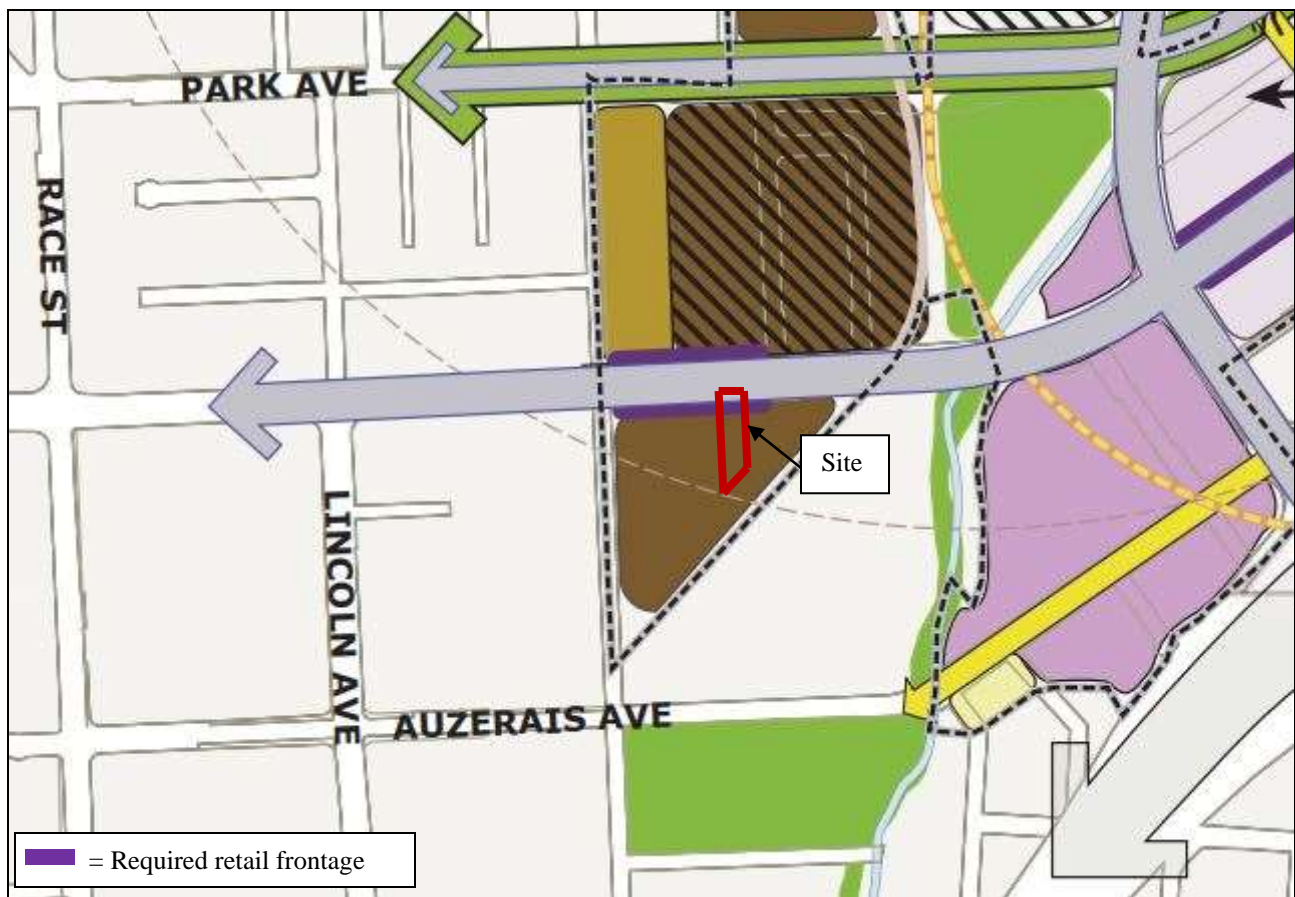 PARK AVE
RACE ST
Site
LINCOLN AVE
AUZERAIS AVE
= Required retail frontage